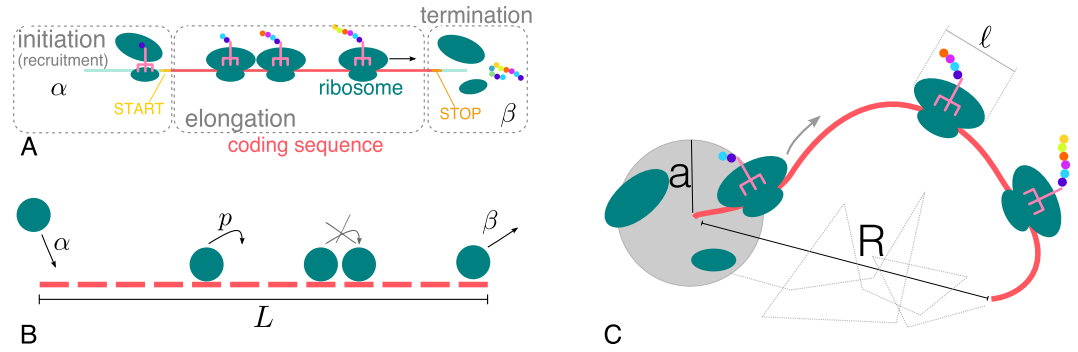 initiation
(recruitment)
α
START
elongation
coding sequence
ribosome
termination
STOP
β
A
α
p
β
L
B
a
R
ℓ
C